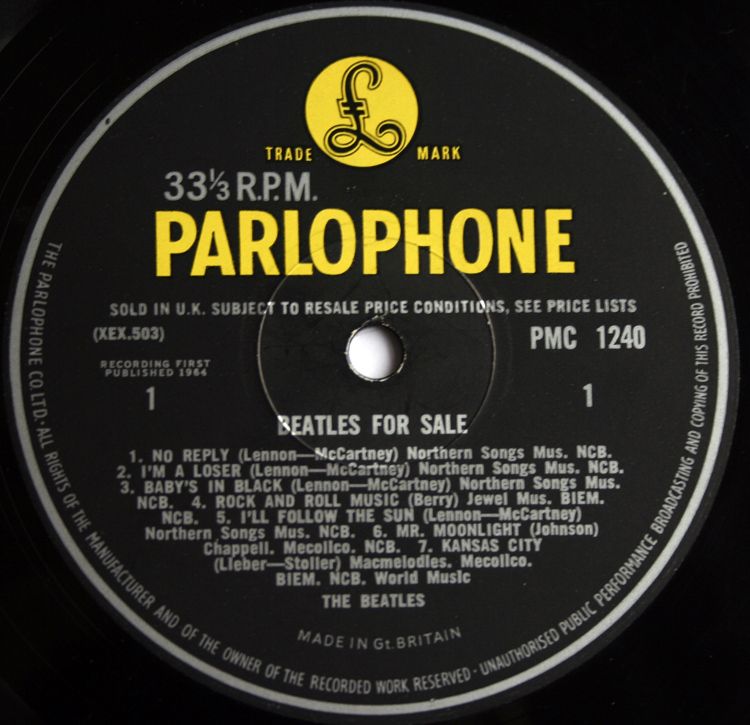 £
TRADE MARK
33⅓ R.P.M.
PARLOPHONE
SOLD IN U.K. SUBJECT TO RESALE PRICE CONDITIONS, SEE PRICE LISTS
(XEX.503) PMC 1240
RECORDING FIRST
PUBLISHED 1964
1 1
BEATLES FOR SALE
1. NO REPLY (Lennon—McCartney) Northern Songs Mus. NCB.
2. I'M A LOSER (Lennon—McCartney) Northern Songs Mus. NCB.
3. BABY'S IN BLACK (Lennon—McCartney) Northern Songs Mus.
NCB. 4. ROCK AND ROLL MUSIC (Berry) Jewel Mus. BIEM.
NCB. 5. I'LL FOLLOW THE SUN (Lennon—McCartney)
Northern Songs Mus. NCB. 6. MR. MOONLIGHT (Johnson)
Chappell. Mecolico. NCB. 7. KANSAS CITY
(Lieber—Stoller) Macmelodies. Mecolico.
BIEM. NCB. World Music
THE BEATLES
MADE IN Gt. BRITAIN
THE PARLOPHONE CO. LTD. · ALL RIGHTS OF THE MANUFACTURER AND OF THE OWNER OF THE RECORDED WORK RESERVED · UNAUTHORISED PUBLIC PERFORMANCE BROADCASTING AND COPYING OF THIS RECORD PROHIBITED